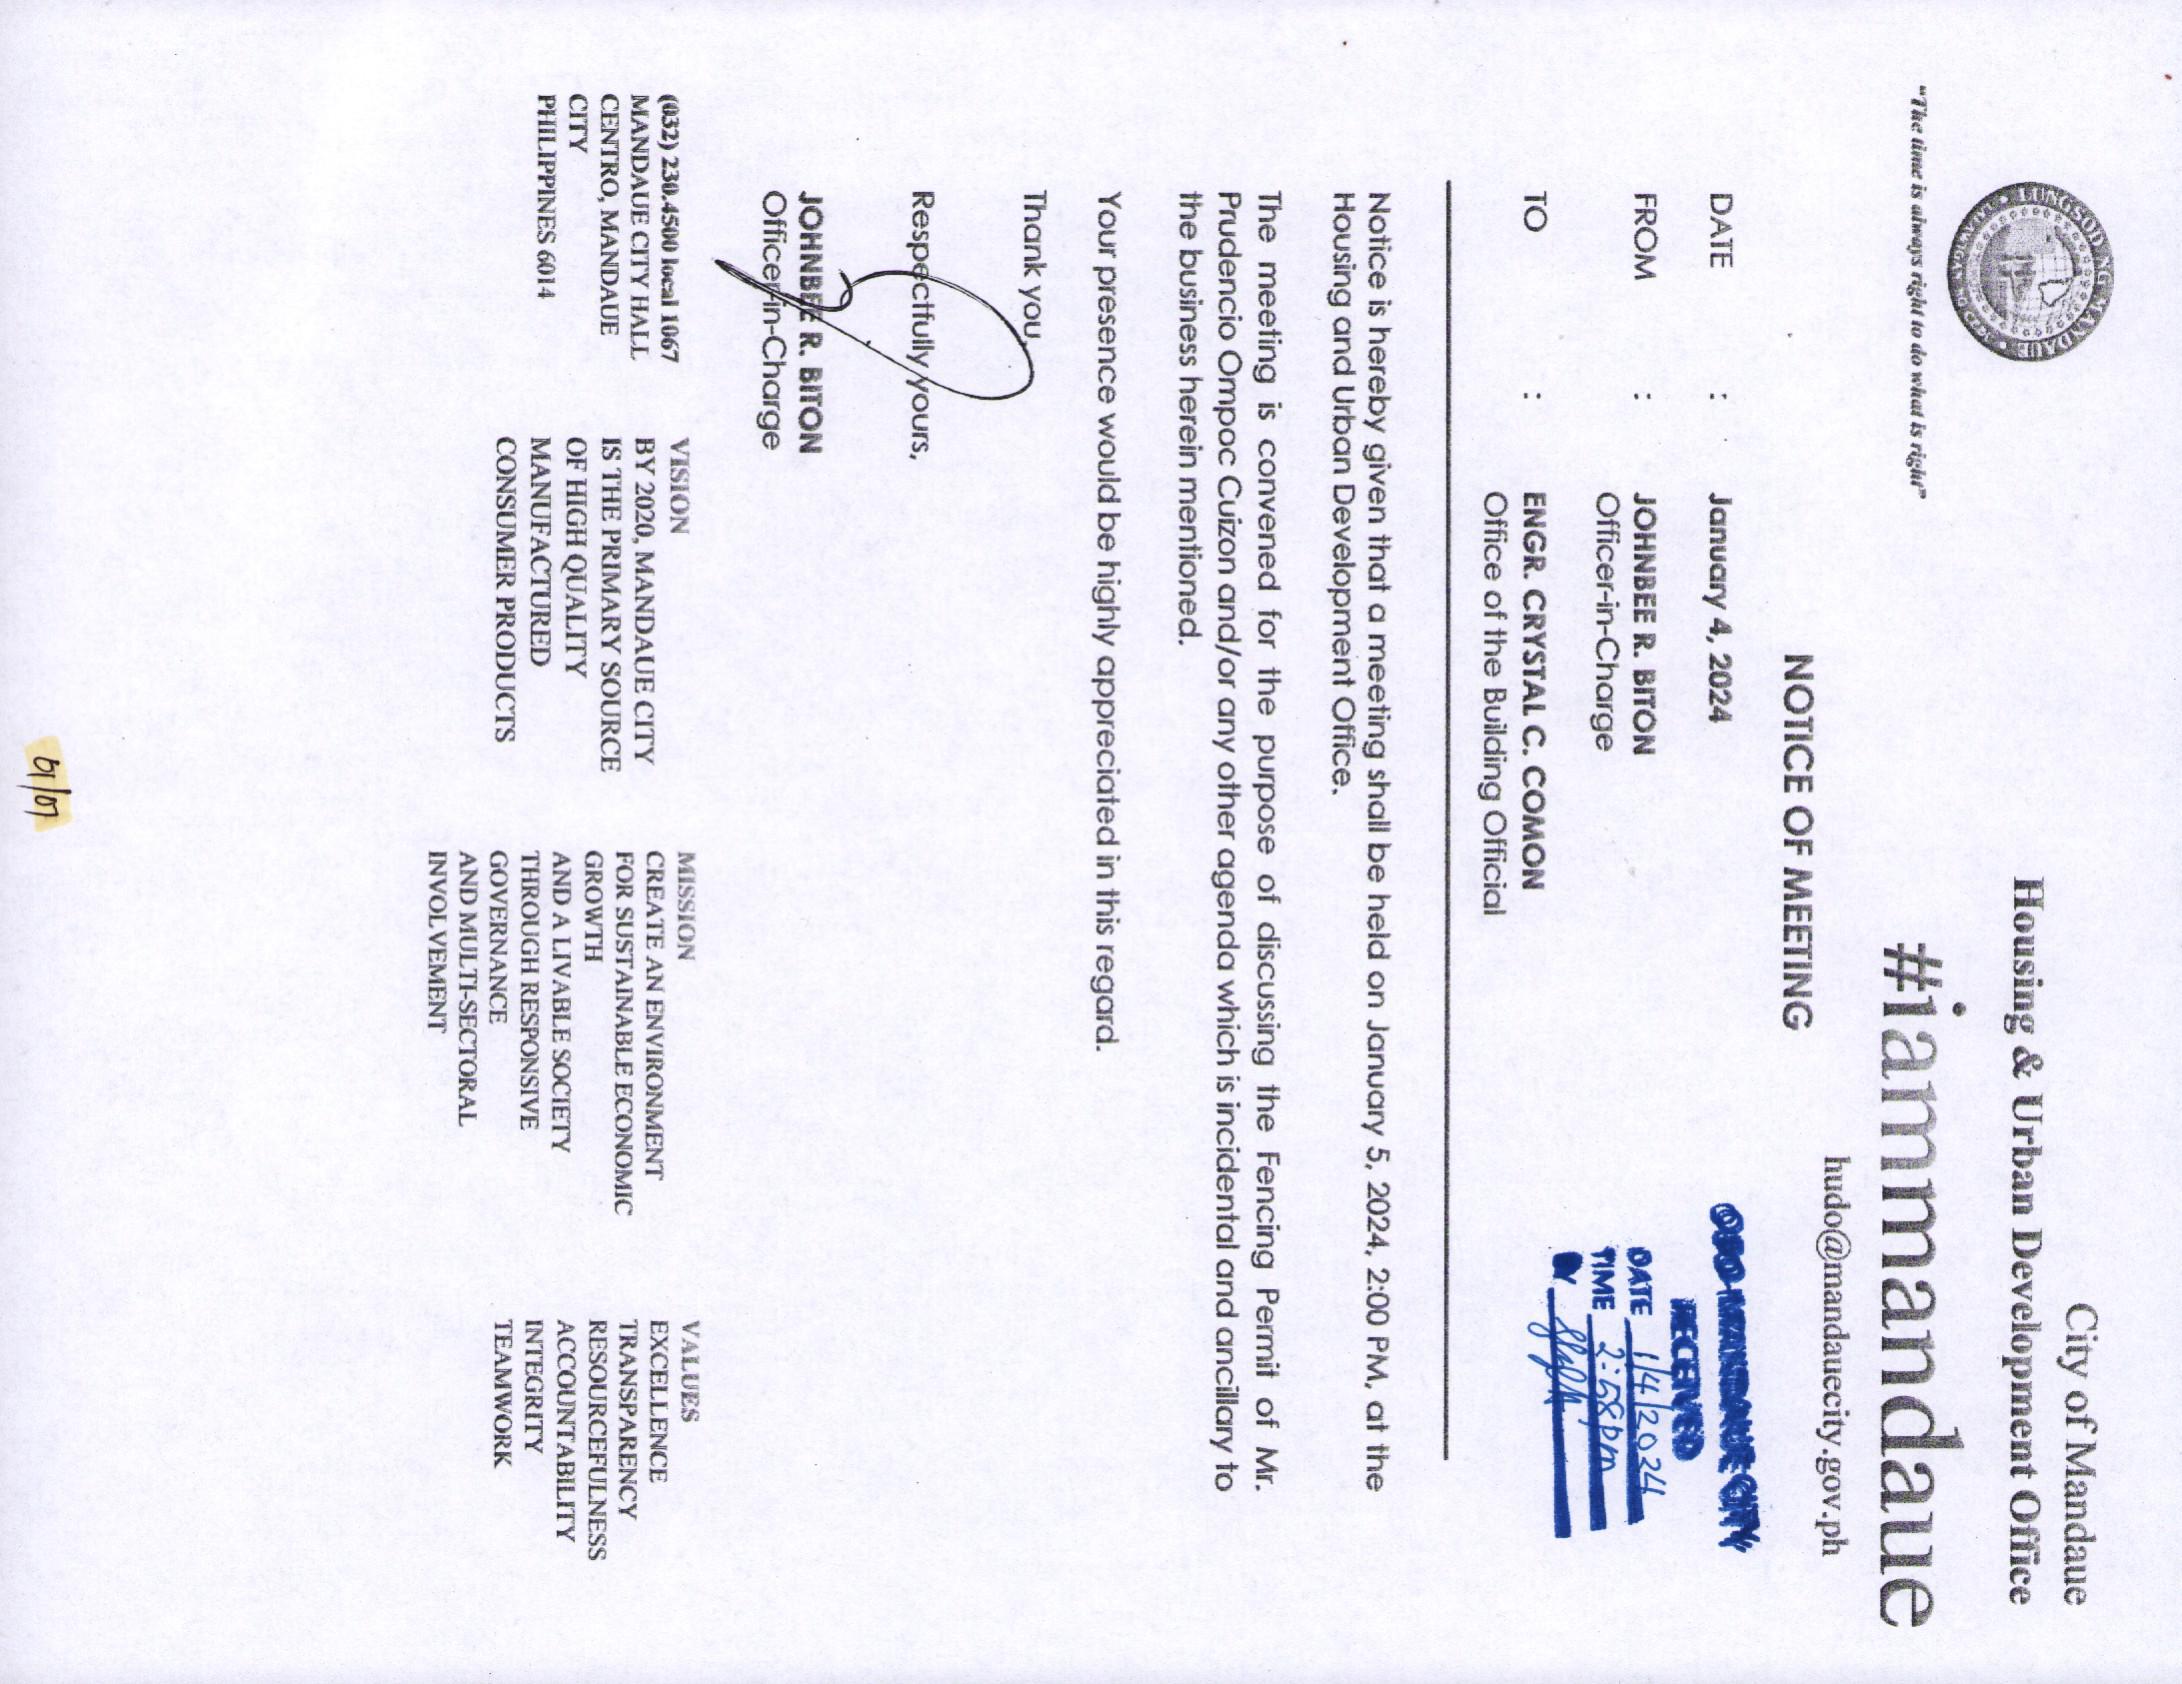 LUNGSOD NG MANDAUE
City of Mandaue
Housing & Urban Development Office
#iammandaue
"The time is always right to do what is right"
hudo@mandauecity.gov.ph
NOTICE OF MEETING
OBO-MANDAUE CITY
RECEIVED
DATE 1/4/2024
TIME 2:58pm
BY
DATE : January 4, 2024
FROM : JOHNBEE R. BITON
Officer-in-Charge
TO : ENGR. CRYSTAL C. COMON
Office of the Building Official
Notice is hereby given that a meeting shall be held on January 5, 2024, 2:00 PM, at the
Housing and Urban Development Office.
The meeting is convened for the purpose of discussing the Fencing Permit of Mr.
Prudencio Ompoc Cuizon and/or any other agenda which is incidental and ancillary to
the business herein mentioned.
Your presence would be highly appreciated in this regard.
Thank you.
Respectfully yours,
JOHNBEE R. BITON
Officer-in-Charge
(032) 230.4500 local 1067
MANDAUE CITY HALL
CENTRO, MANDAUE
CITY
PHILIPPINES 6014
VISION
BY 2020, MANDAUE CITY
IS THE PRIMARY SOURCE
OF HIGH QUALITY
MANUFACTURED
CONSUMER PRODUCTS
MISSION
CREATE AN ENVIRONMENT
FOR SUSTAINABLE ECONOMIC
GROWTH
AND A LIVABLE SOCIETY
THROUGH RESPONSIVE
GOVERNANCE
AND MULTI-SECTORAL
INVOLVEMENT
VALUES
EXCELLENCE
TRANSPARENCY
RESOURCEFULNESS
ACCOUNTABILITY
INTEGRITY
TEAMWORK